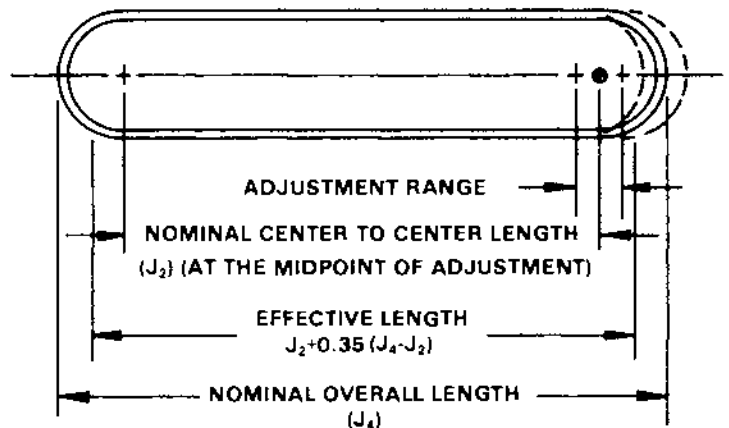 ADJUSTMENT RANGE
NOMINAL CENTER TO CENTER LENGTH
(J₂) (AT THE MIDPOINT OF ADJUSTMENT)
EFFECTIVE LENGTH
J₂+0.35 (J₄-J₂)
NOMINAL OVERALL LENGTH
(J₄)